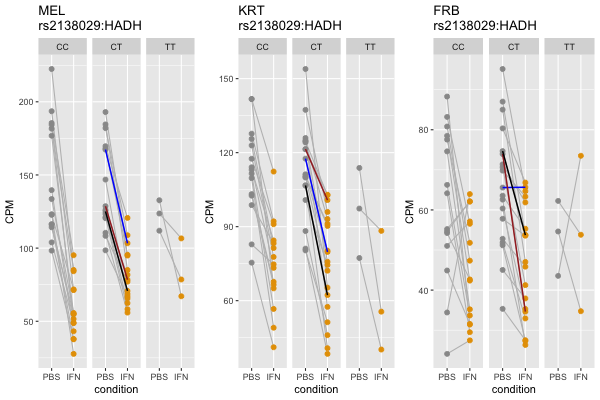 MEL
rs2138029:HADH
CC CT TT
200
150
100
50
CPM
PBS IFN PBS IFN PBS IFN
condition
KRT
rs2138029:HADH
CC CT TT
150
120
90
60
CPM
PBS IFN PBS IFN PBS IFN
condition
FRB
rs2138029:HADH
CC CT TT
80
60
40
CPM
PBS IFN PBS IFN PBS IFN
condition